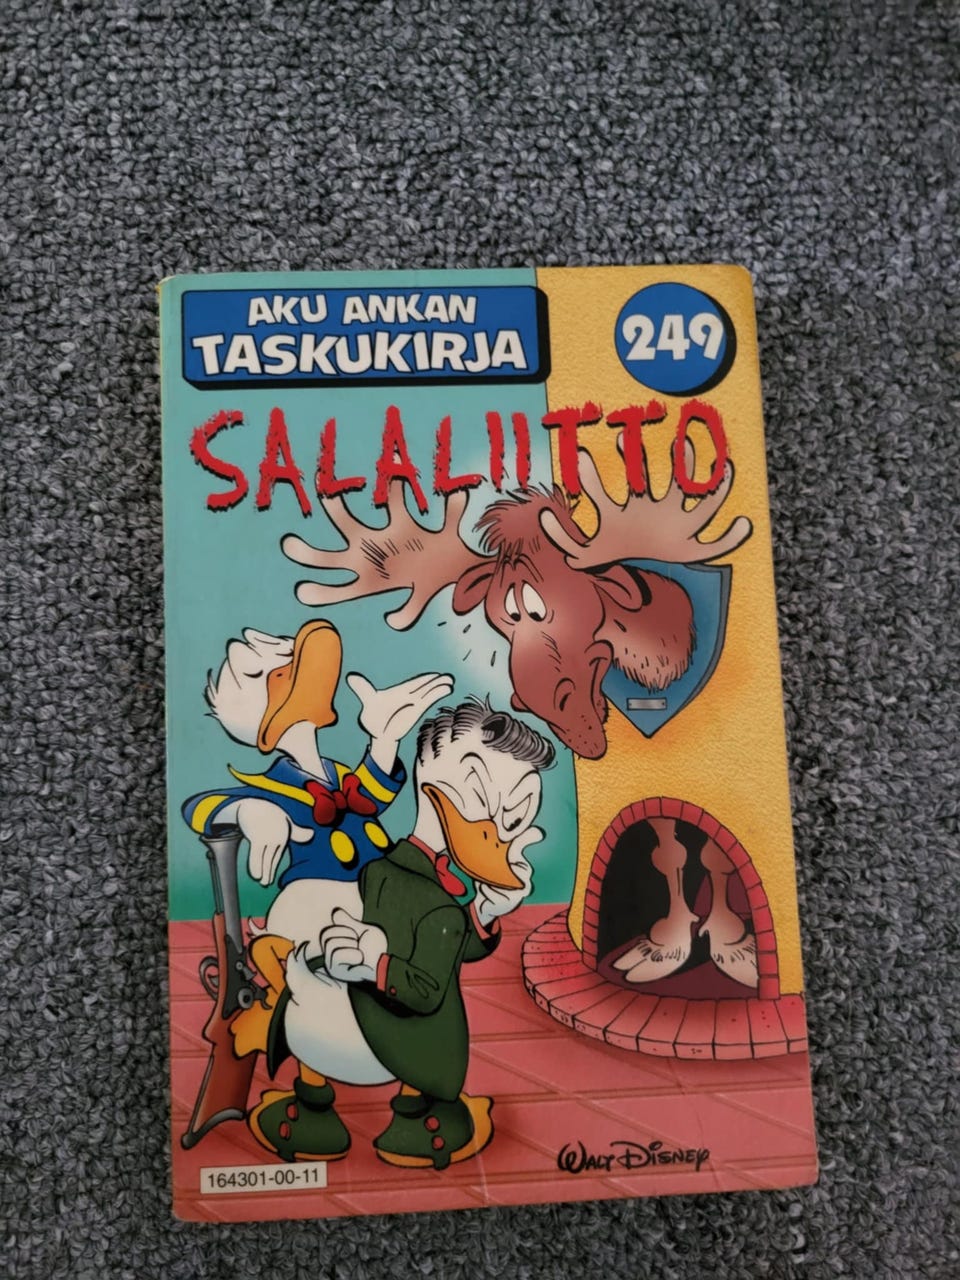 AKU ANKAN
TASKUKIRJA
249
SALALIITTO
164301-00-11
WALT DISNEY